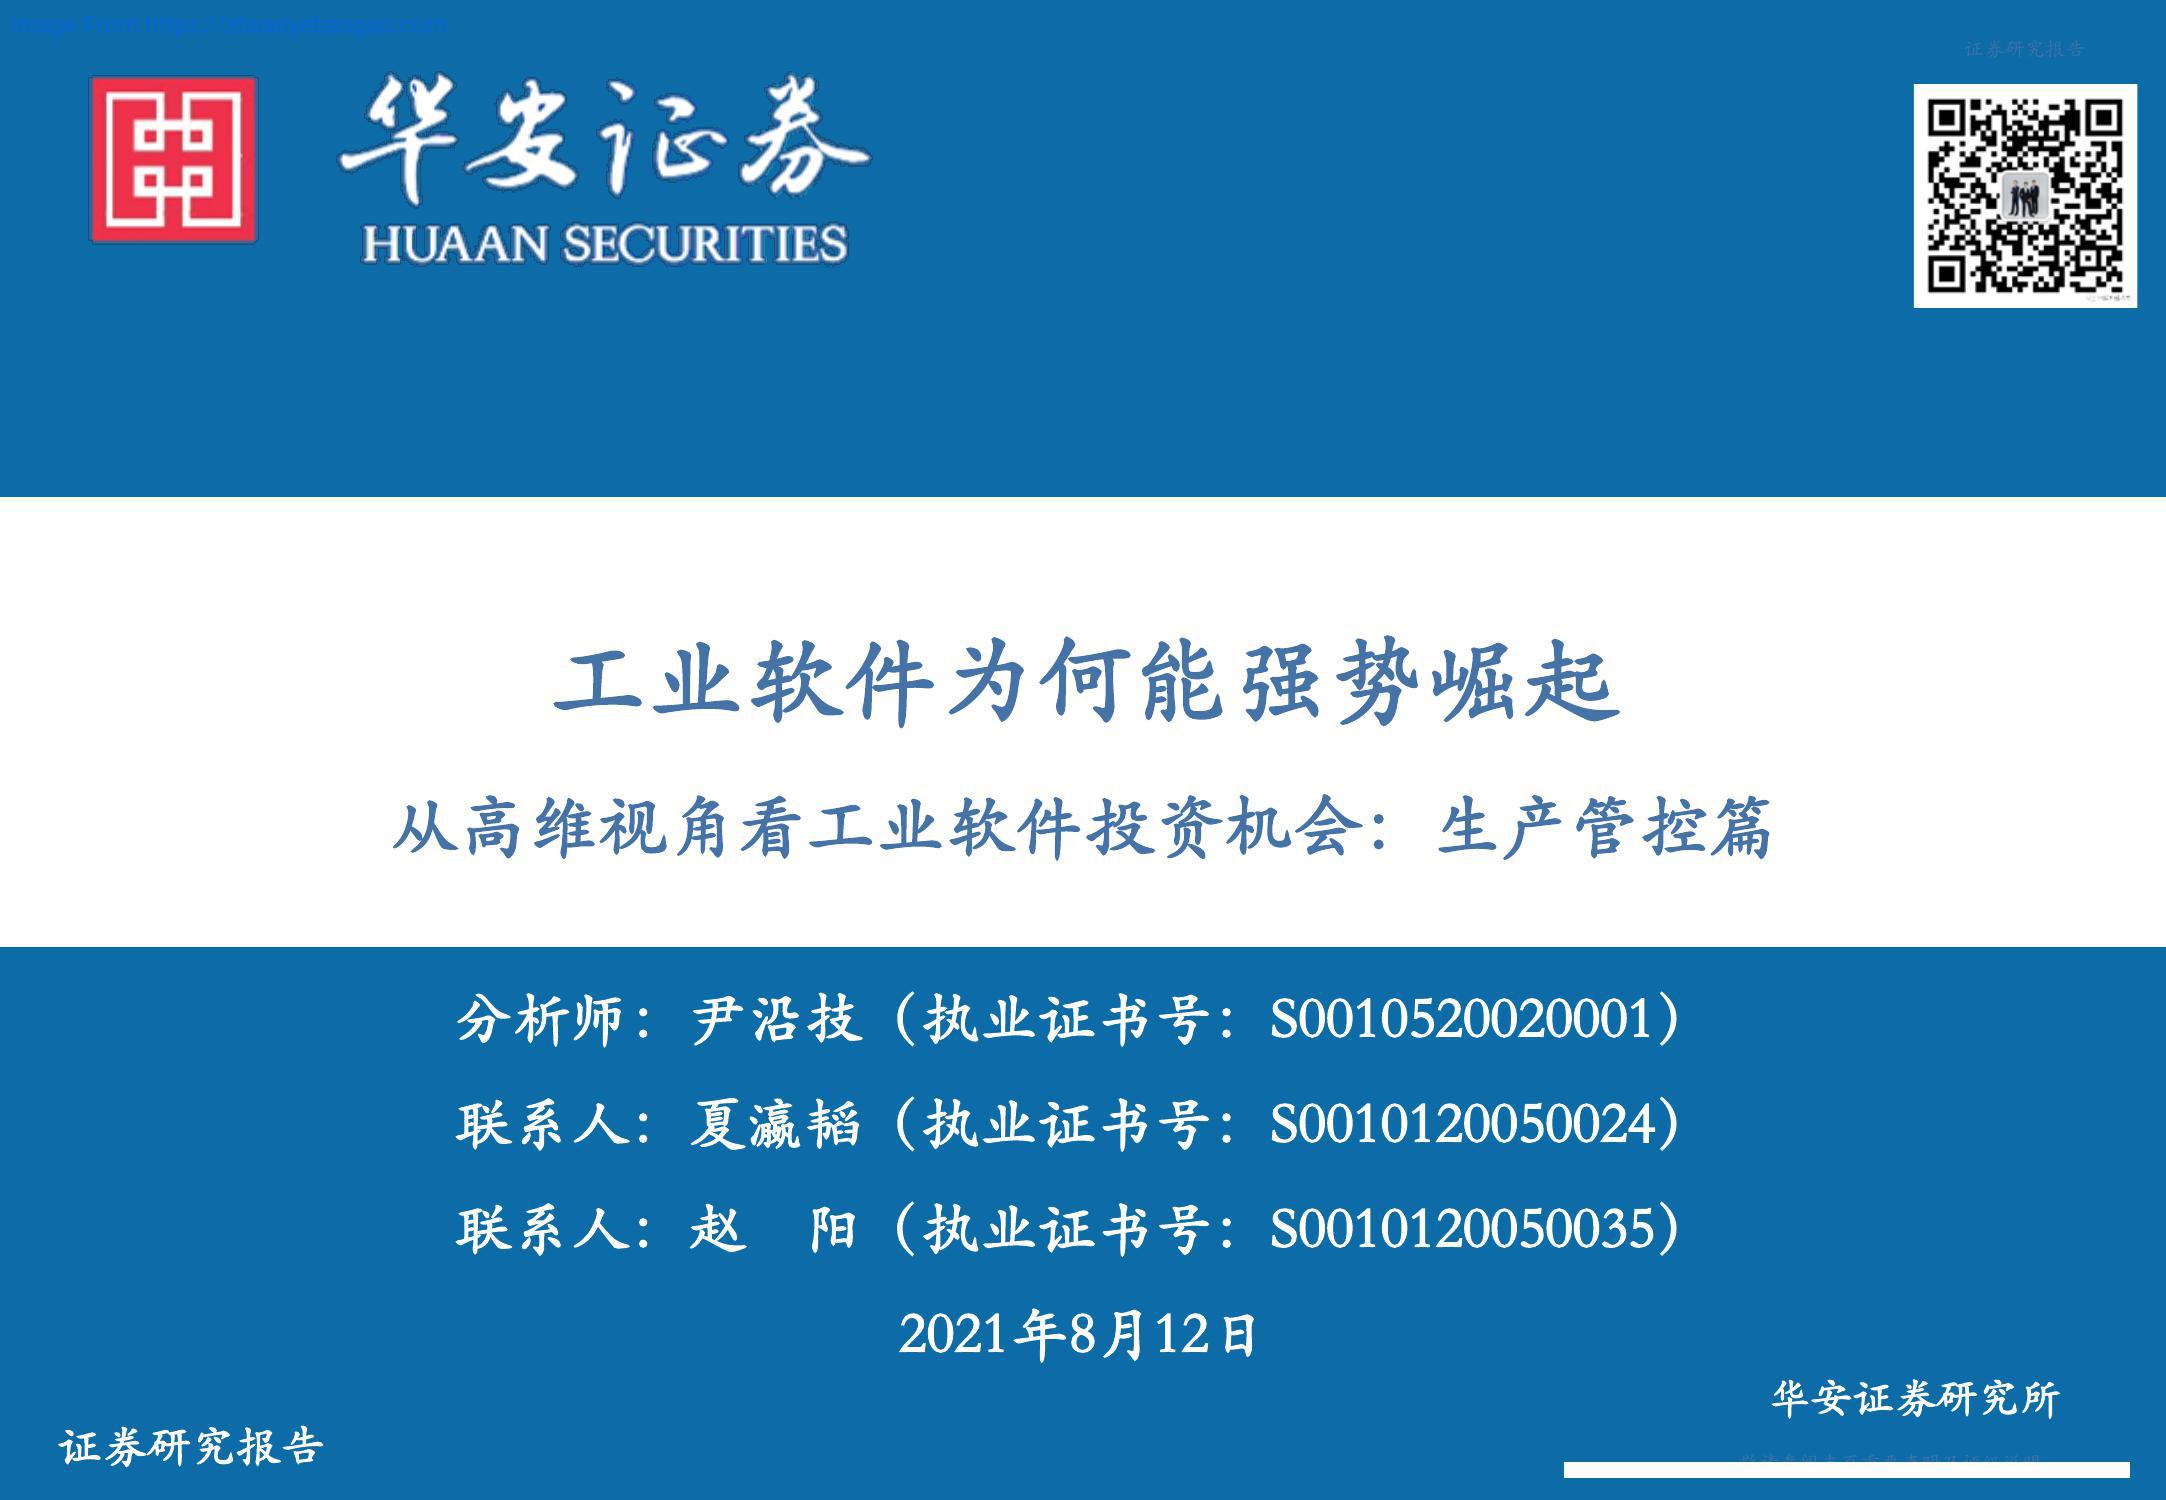 证券研究报告
华安证券
HUAAN SECURITIES
工业软件为何能强势崛起
从高维视角看工业软件投资机会：生产管控篇
分析师：尹沿技（执业证书号：S0010520020001）
联系人：夏瀛韬（执业证书号：S0010120050024）
联系人：赵　阳（执业证书号：S0010120050035）
2021年8月12日
华安证券研究所
证券研究报告